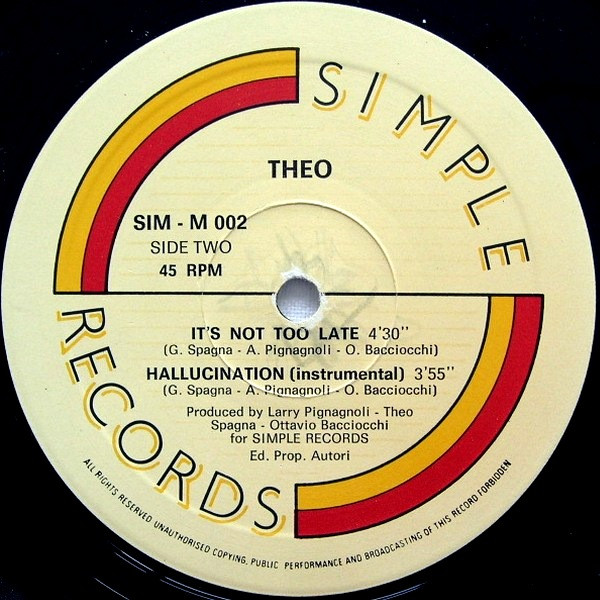 SIMPLE
THEO
SIM - M 002
SIDE TWO
45 RPM
IT'S NOT TOO LATE 4'30''
(G. Spagna - A. Pignagnoli - O. Bacciocchi)
HALLUCINATION (instrumental) 3'55''
(G. Spagna - A. Pignagnoli - O. Bacciocchi)
Produced by Larry Pignagnoli - Theo
Spagna - Ottavio Bacciocchi
for SIMPLE RECORDS
Ed. Prop. Autori
RECORDS
ALL RIGHTS RESERVED UNAUTHORISED COPYING, PUBLIC PERFORMANCE AND BROADCASTING OF THIS RECORD FORBIDDEN